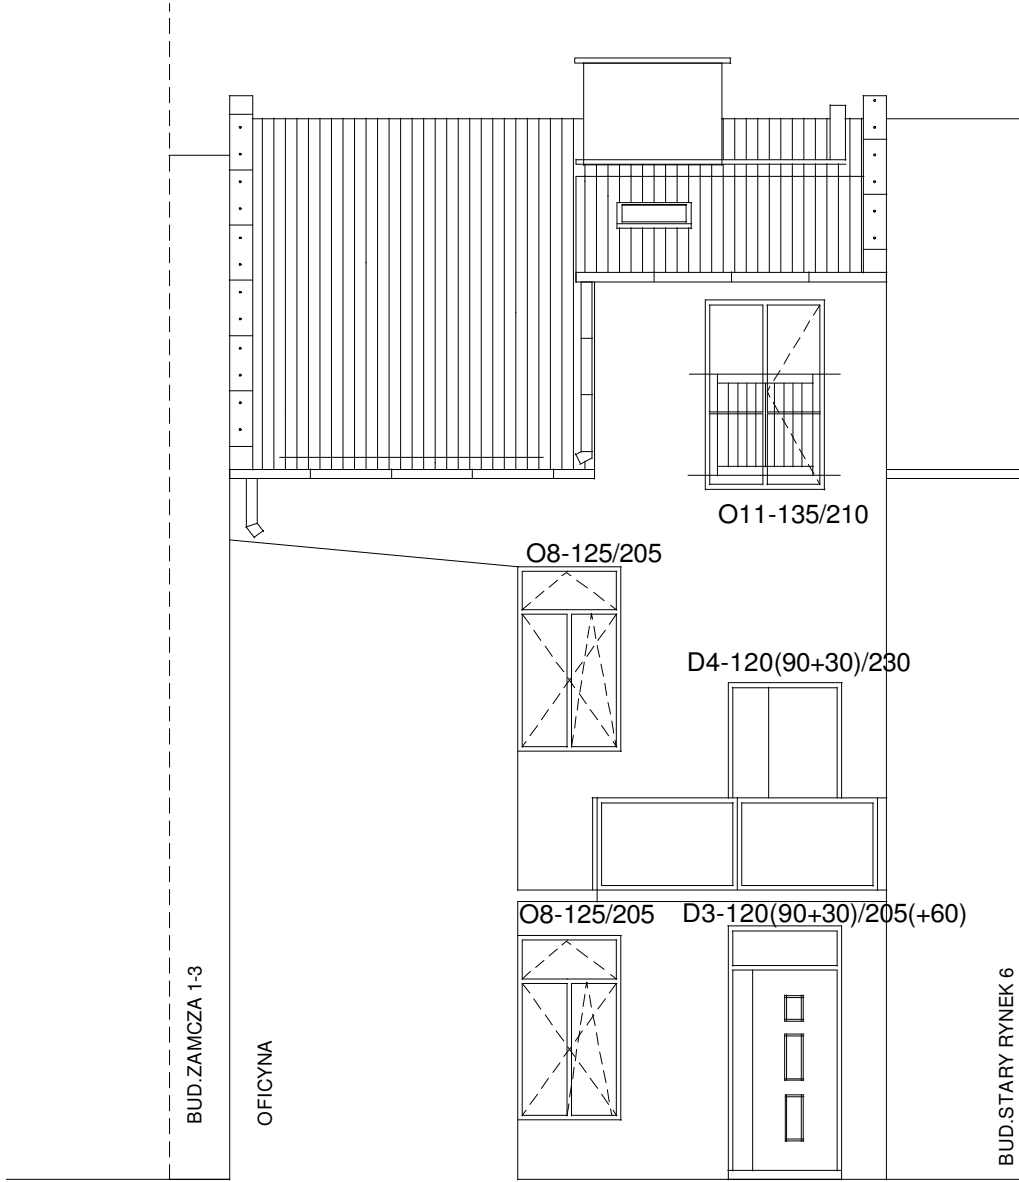 O11-135/210
O8-125/205
D4-120(90+30)/230
O8-125/205
D3-120(90+30)/205(+60)
BUD.ZAMCZA 1-3
OFICYNA
BUD.STARY RYNEK 6